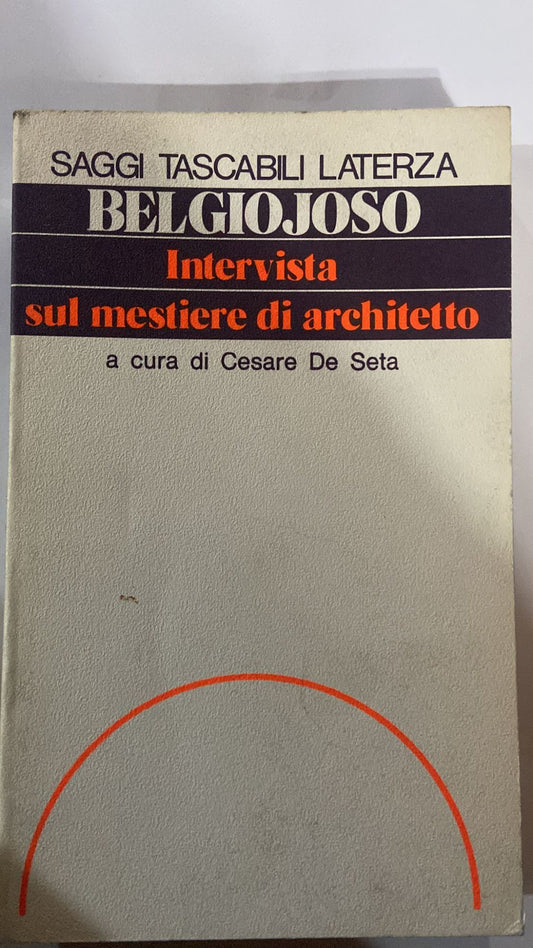 SAGGI TASCABILI LATERZA
BELGIOJOSO
Intervista
sul mestiere di architetto
a cura di Cesare De Seta